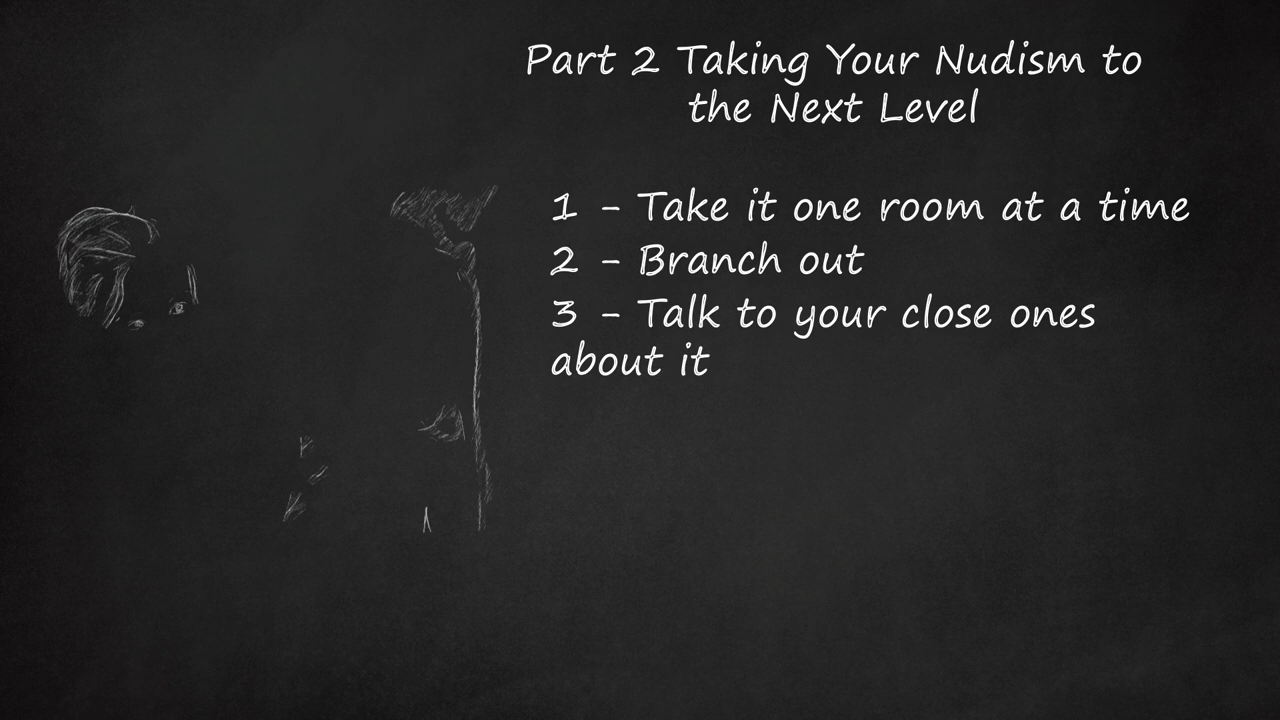 Part 2 Taking Your Nudism to
the Next Level
1 - Take it one room at a time
2 - Branch out
3 - Talk to your close ones
about it